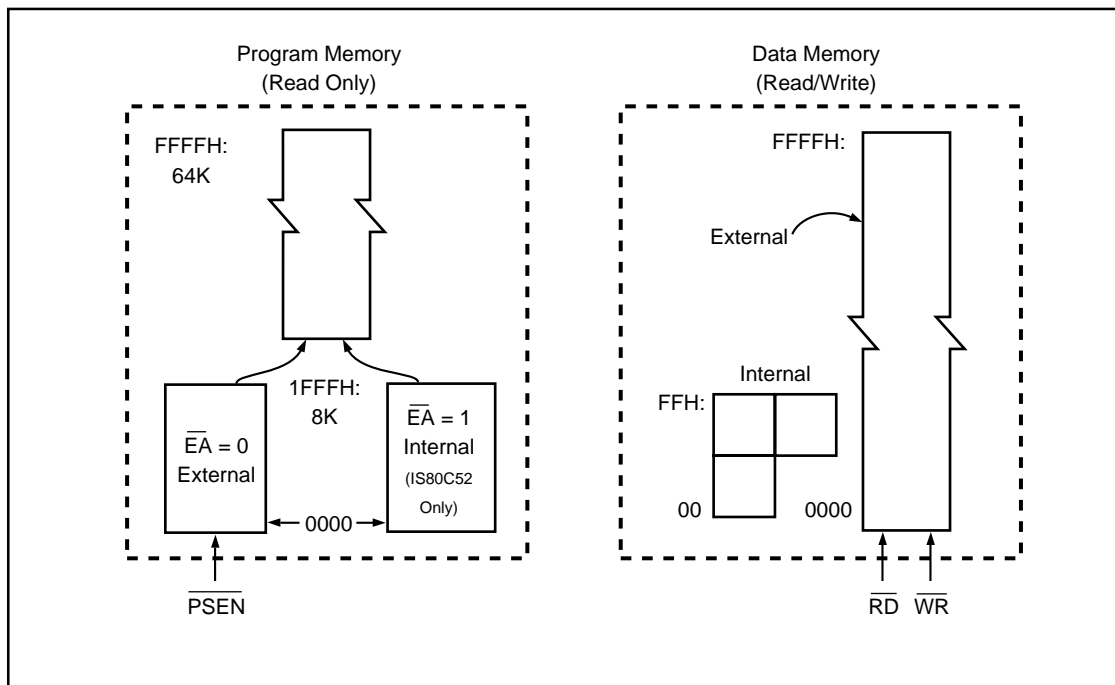 Program Memory
(Read Only)
FFFFH:
64K
1FFFH:
8K
EA = 0
External
EA = 1
Internal
(IS80C52
Only)
0000
PSEN
Data Memory
(Read/Write)
FFFFH:
External
Internal
FFH:
00
0000
RD WR